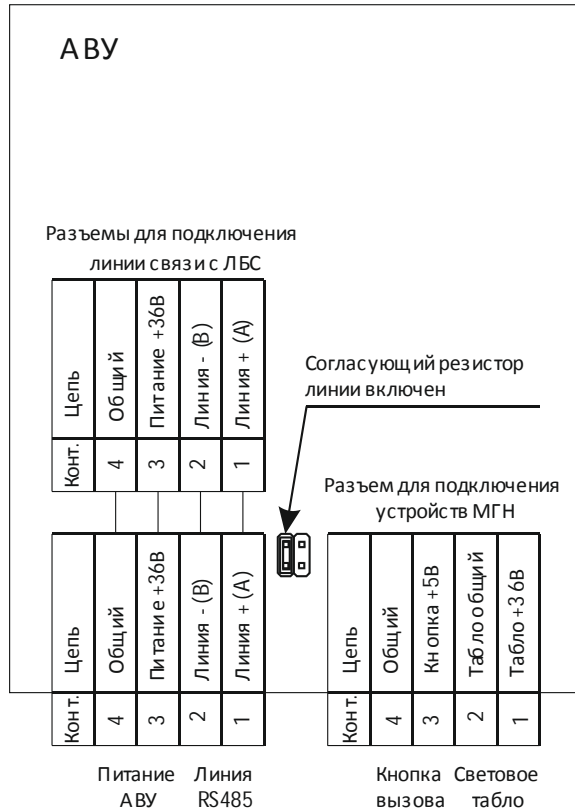 АВУ
Разъемы для подключения
линии связи с ЛБС
Цепь
Общий
Питание +36В
Линия - (В)
Линия + (А)
Конт.
4
3
2
1
Согласующий резистор
линии включен
Разъем для подключения
устройств МГН
Цепь
Общий
Питание +36В
Линия - (В)
Линия + (А)
Конт.
4
3
2
1
Цепь
Общий
Кнопка +5В
Табло общий
Табло +36В
Конт.
4
3
2
1
Питание
АВУ
Линия
RS485
Кнопка
вызова
Световое
табло